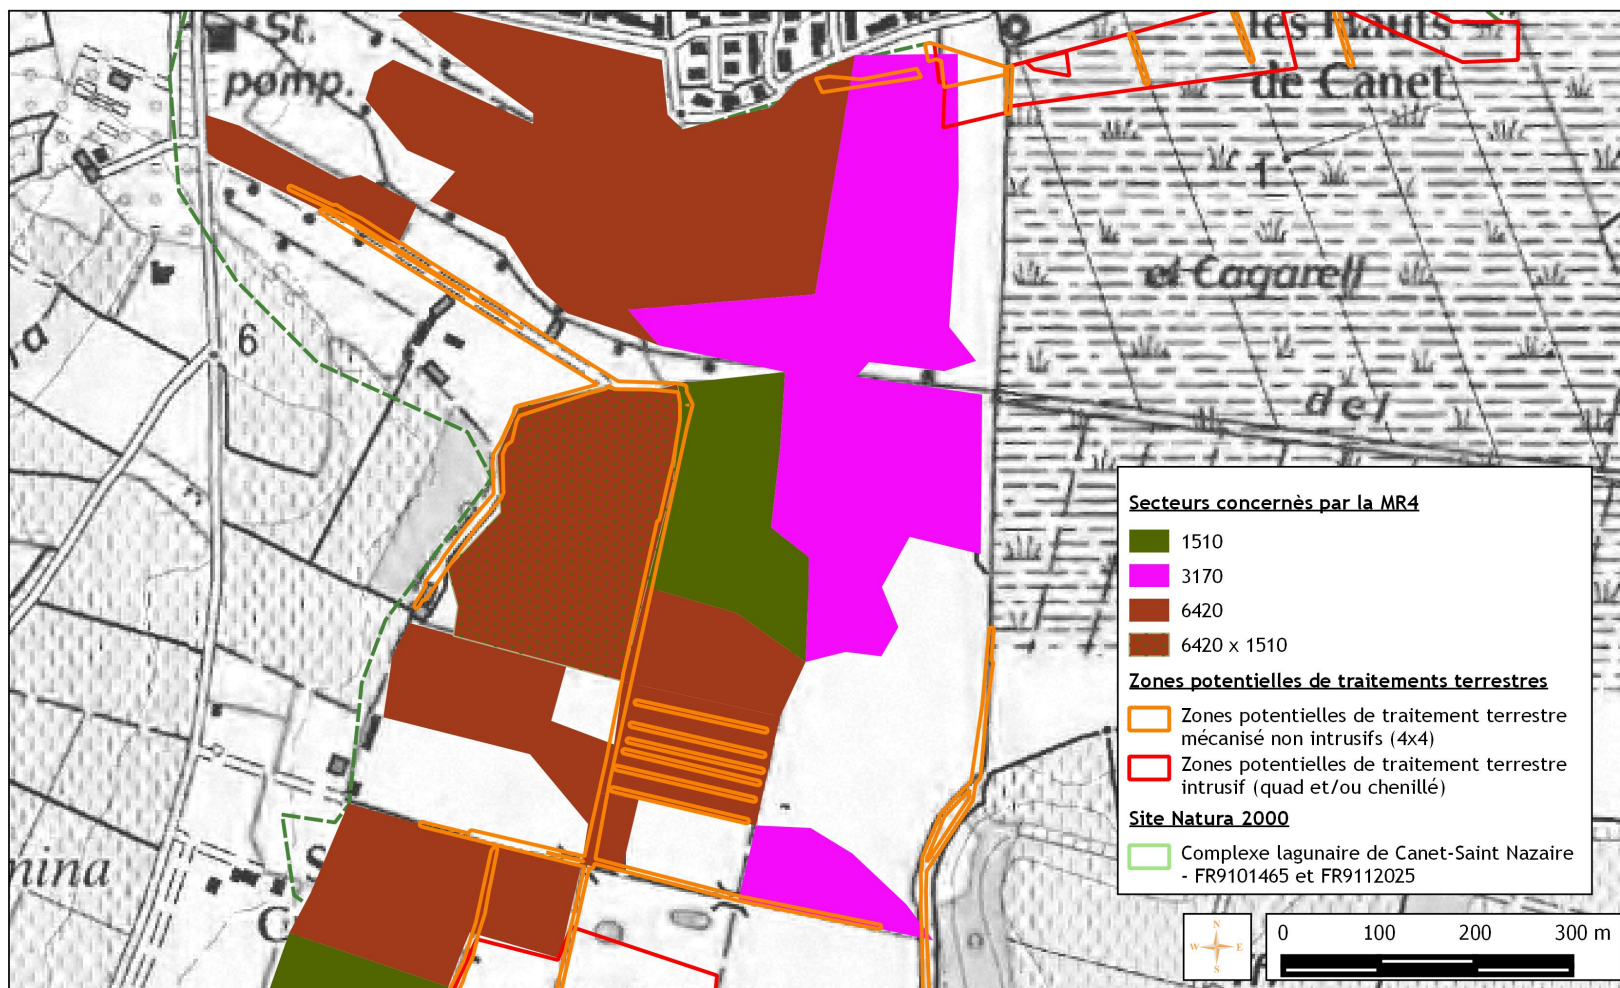 St.
pomp.
les Hauts
de Canet
1
el Cagarell
6
del
Secteurs concernès par la MR4
1510
3170
6420
6420 x 1510
Zones potentielles de traitements terrestres
Zones potentielles de traitement terrestre
mécanisé non intrusifs (4x4)
Zones potentielles de traitement terrestre
intrusif (quad et/ou chenillé)
Site Natura 2000
Complexe lagunaire de Canet-Saint Nazaire
- FR9101465 et FR9112025
mina
S
G
N
W E
S
0 100 200 300 m